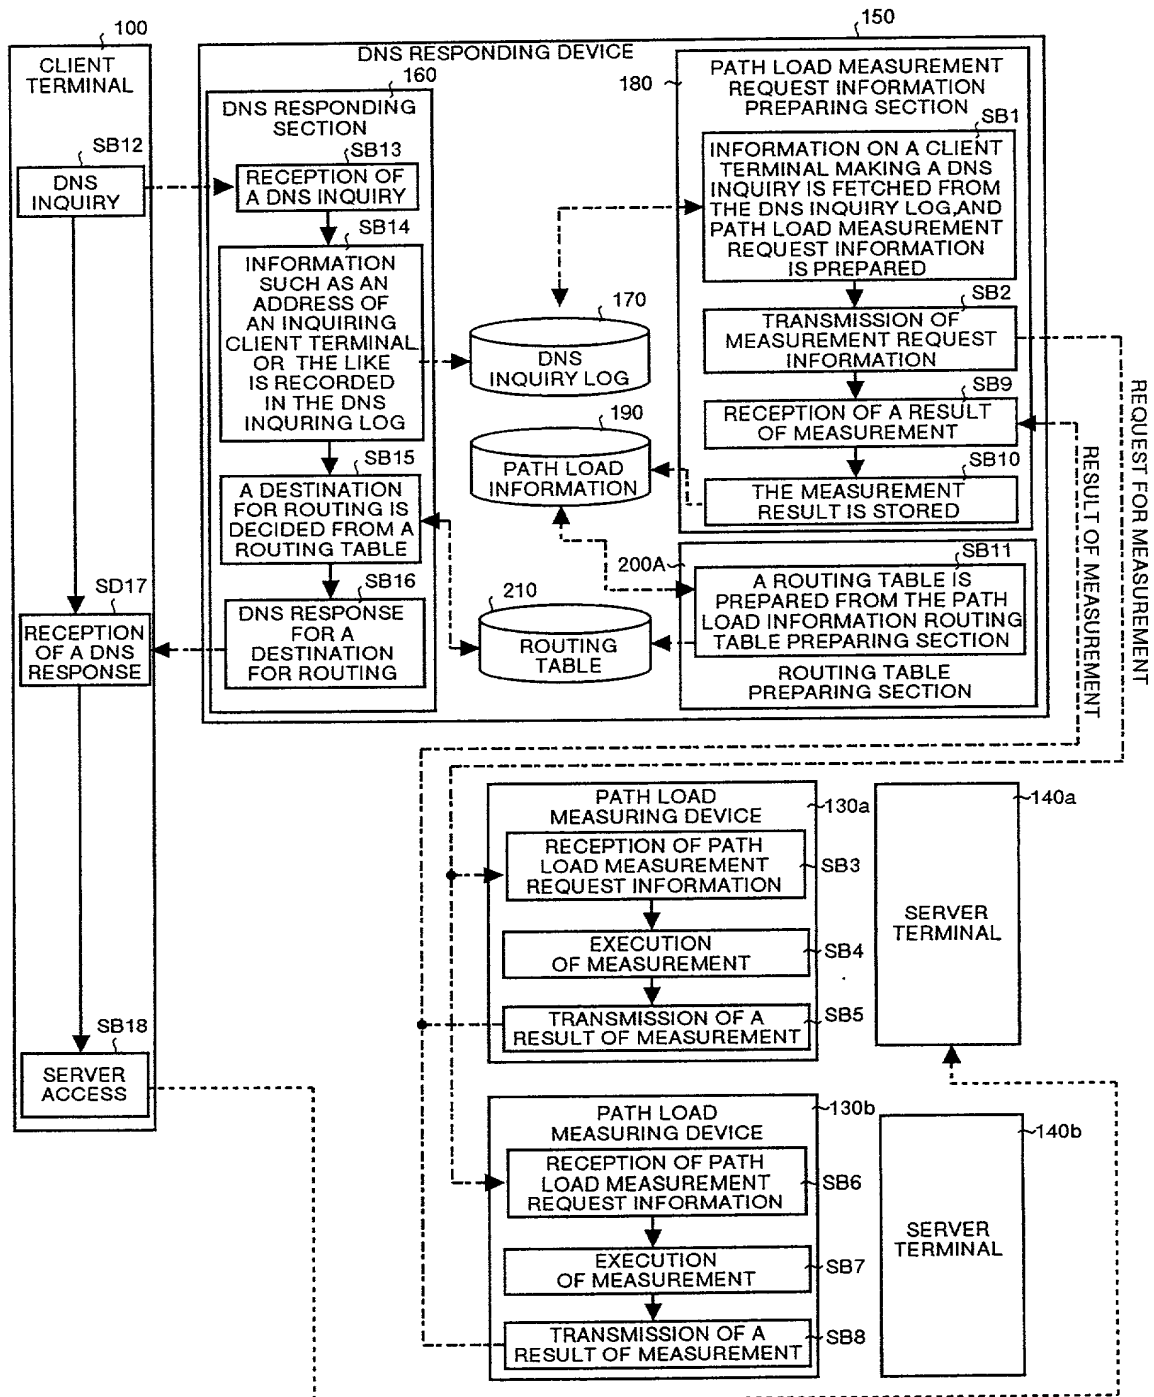 100
CLIENT
TERMINAL
SB12
DNS
INQUIRY
SD17
RECEPTION
OF A DNS
RESPONSE
SB18
SERVER
ACCESS
150
DNS RESPONDING DEVICE
160
DNS RESPONDING
SECTION
SB13
RECEPTION OF
A DNS INQUIRY
SB14
INFORMATION
SUCH AS AN
ADDRESS OF
AN INQUIRING
CLIENT TERMINAL
OR THE LIKE
IS RECORDED
IN THE DNS
INQURING LOG
SB15
A DESTINATION
FOR ROUTING IS
DECIDED FROM A
ROUTING TABLE
SB16
DNS RESPONSE
FOR A
DESTINATION
FOR ROUTING
170
DNS
INQUIRY LOG
190
PATH LOAD
INFORMATION
210
ROUTING
TABLE
180
PATH LOAD MEASUREMENT
REQUEST INFORMATION
PREPARING SECTION
SB1
INFORMATION ON A CLIENT
TERMINAL MAKING A DNS
INQUIRY IS FETCHED FROM
THE DNS INQUIRY LOG,AND
PATH LOAD MEASUREMENT
REQUEST INFORMATION
IS PREPARED
SB2
TRANSMISSION OF
MEASUREMENT REQUEST
INFORMATION
SB9
RECEPTION OF A RESULT
OF MEASUREMENT
SB10
THE MEASUREMENT
RESULT IS STORED
200A
SB11
A ROUTING TABLE IS
PREPARED FROM THE PATH
LOAD INFORMATION ROUTING
TABLE PREPARING SECTION
ROUTING TABLE
PREPARING SECTION
REQUEST FOR MEASUREMENT
RESULT OF MEASUREMENT
PATH LOAD
MEASURING DEVICE
130a
RECEPTION OF PATH
LOAD MEASUREMENT
REQUEST INFORMATION
SB3
EXECUTION
OF MEASUREMENT
SB4
TRANSMISSION OF A
RESULT OF MEASUREMENT
SB5
140a
SERVER
TERMINAL
PATH LOAD
MEASURING DEVICE
130b
RECEPTION OF PATH
LOAD MEASUREMENT
REQUEST INFORMATION
SB6
EXECUTION
OF MEASUREMENT
SB7
TRANSMISSION OF A
RESULT OF MEASUREMENT
SB8
140b
SERVER
TERMINAL